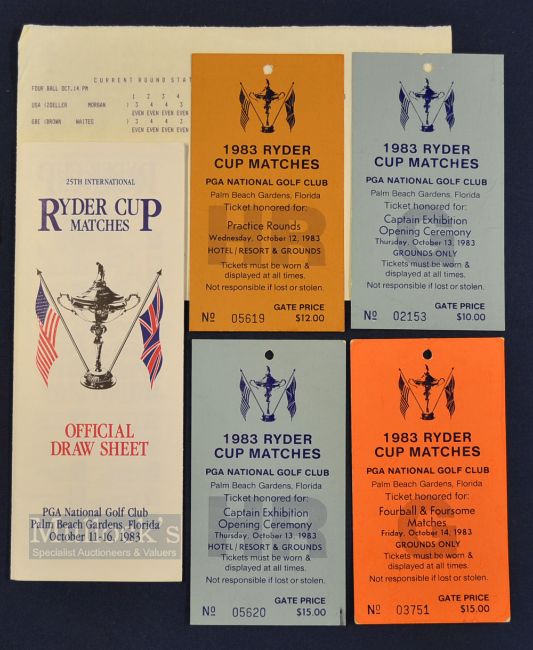 CURRENT ROUND STAT
FOUR BALL OCT.14 PM
1 2 3 4
USA (ZOELLER MORGAN 1 3 4 4 3
EVEN EVEN EVEN EVEN
GBE (BROWN WAITES 1 3 4 4 3
EVEN EVEN EVEN EVEN
25TH INTERNATIONAL
RYDER CUP
MATCHES
OFFICIAL
DRAW SHEET
PGA National Golf Club
Palm Beach Gardens, Florida
October 11-16, 1983
Mullock's
Specialist Auctioneers & Valuers
1983 RYDER
CUP MATCHES
PGA NATIONAL GOLF CLUB
Palm Beach Gardens, Florida
Ticket honored for:
Practice Rounds
Wednesday, October 12, 1983
HOTEL/RESORT & GROUNDS
Tickets must be worn &
displayed at all times.
Not responsible if lost or stolen.
GATE PRICE
No 05619 $12.00
1983 RYDER
CUP MATCHES
PGA NATIONAL GOLF CLUB
Palm Beach Gardens, Florida
Ticket honored for:
Captain Exhibition
Opening Ceremony
Thursday, October 13, 1983
GROUNDS ONLY
Tickets must be worn &
displayed at all times.
Not responsible if lost or stolen.
GATE PRICE
No 02153 $10.00
1983 RYDER
CUP MATCHES
PGA NATIONAL GOLF CLUB
Palm Beach Gardens, Florida
Ticket honored for:
Captain Exhibition
Opening Ceremony
Thursday, October 13, 1983
HOTEL/RESORT & GROUNDS
Tickets must be worn &
displayed at all times.
Not responsible if lost or stolen.
GATE PRICE
No 05620 $15.00
1983 RYDER
CUP MATCHES
PGA NATIONAL GOLF CLUB
Palm Beach Gardens, Florida
Ticket honored for:
Fourball & Foursome
Matches
Friday, October 14, 1983
GROUNDS ONLY
Tickets must be worn &
displayed at all times.
Not responsible if lost or stolen.
GATE PRICE
No 03751 $15.00